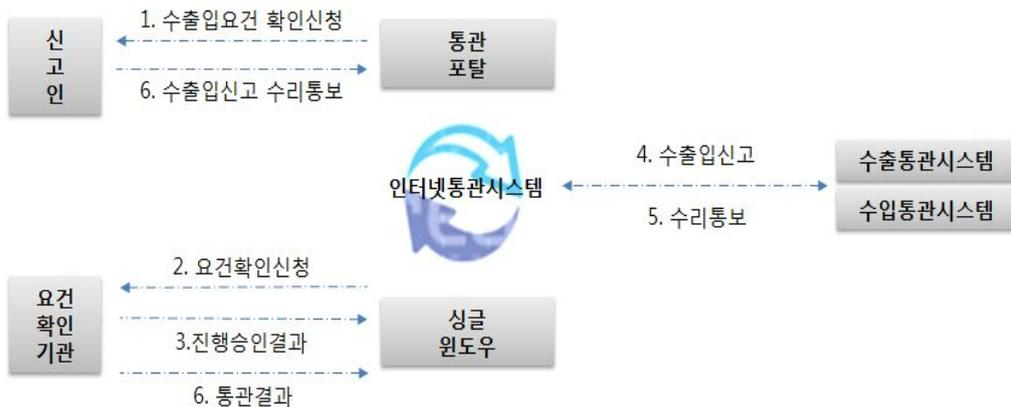 신
고
인
1. 수출입요건 확인신청
6. 수출입신고 수리통보
통관
포탈
인터넷통관시스템
4. 수출입신고
5. 수리통보
수출통관시스템
수입통관시스템
요건
확인
기관
2. 요건확인신청
3.진행승인결과
6. 통관결과
싱글
윈도우